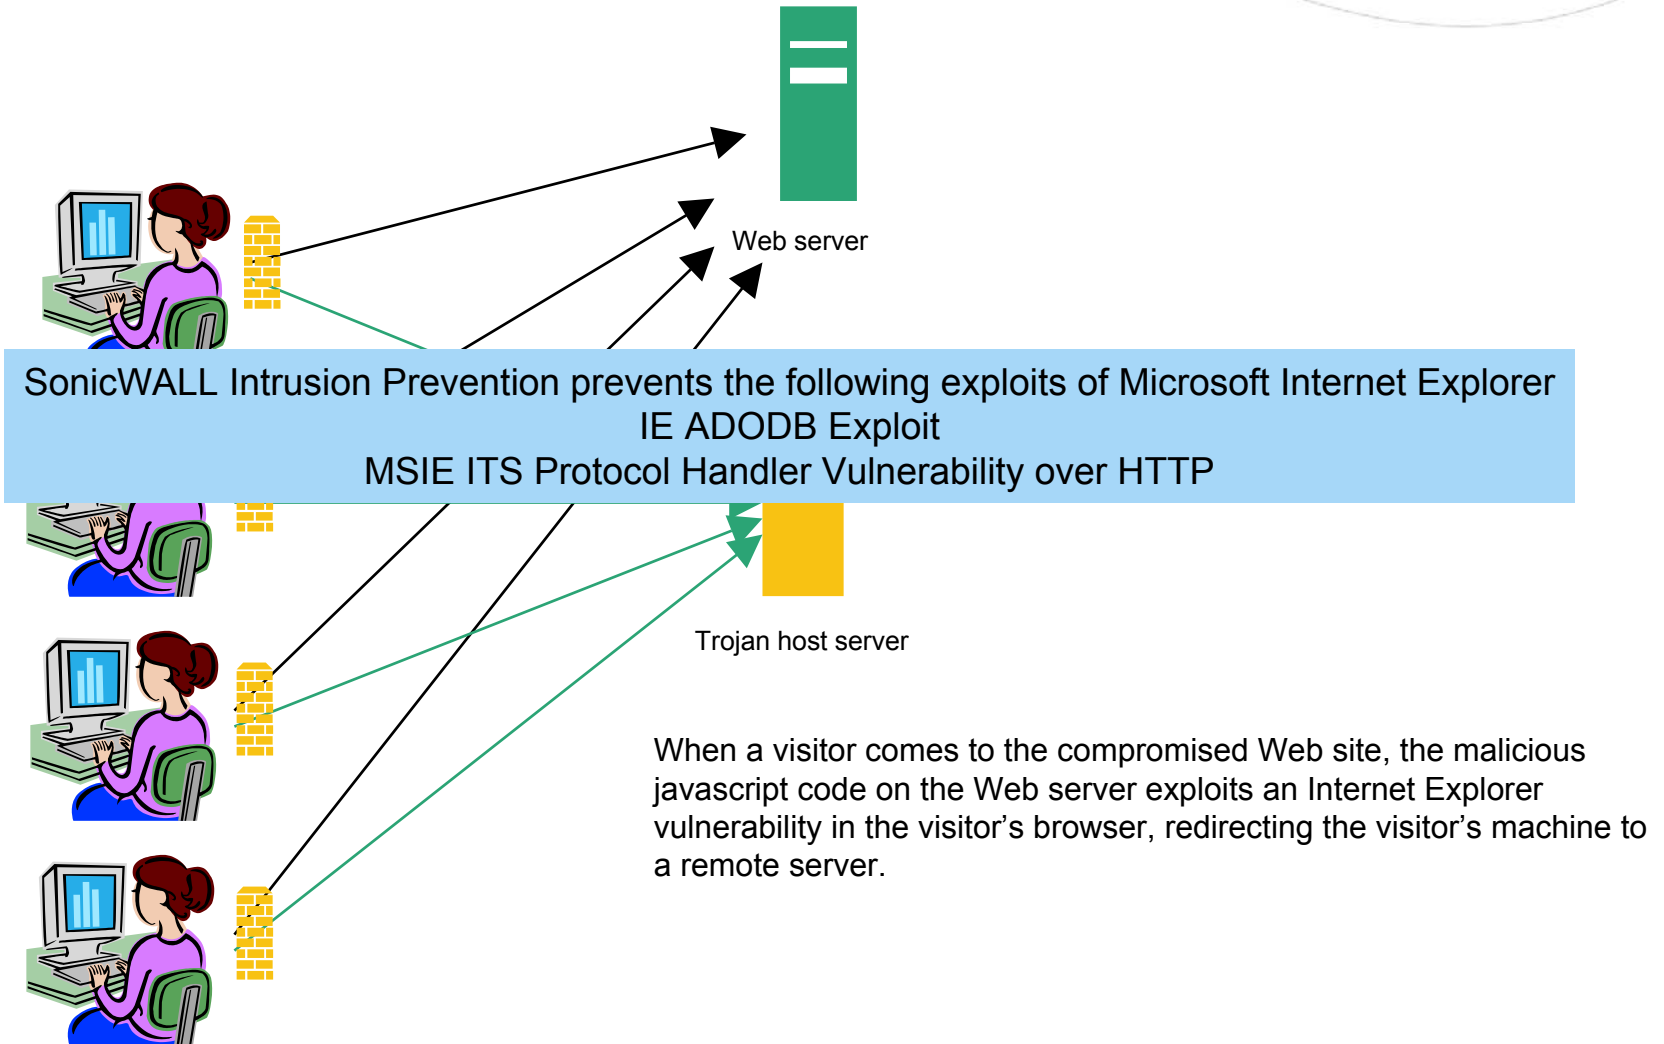 Web server
SonicWALL Intrusion Prevention prevents the following exploits of Microsoft Internet Explorer
IE ADODB Exploit
MSIE ITS Protocol Handler Vulnerability over HTTP
Trojan host server
When a visitor comes to the compromised Web site, the malicious
javascript code on the Web server exploits an Internet Explorer
vulnerability in the visitor’s browser, redirecting the visitor’s machine to
a remote server.